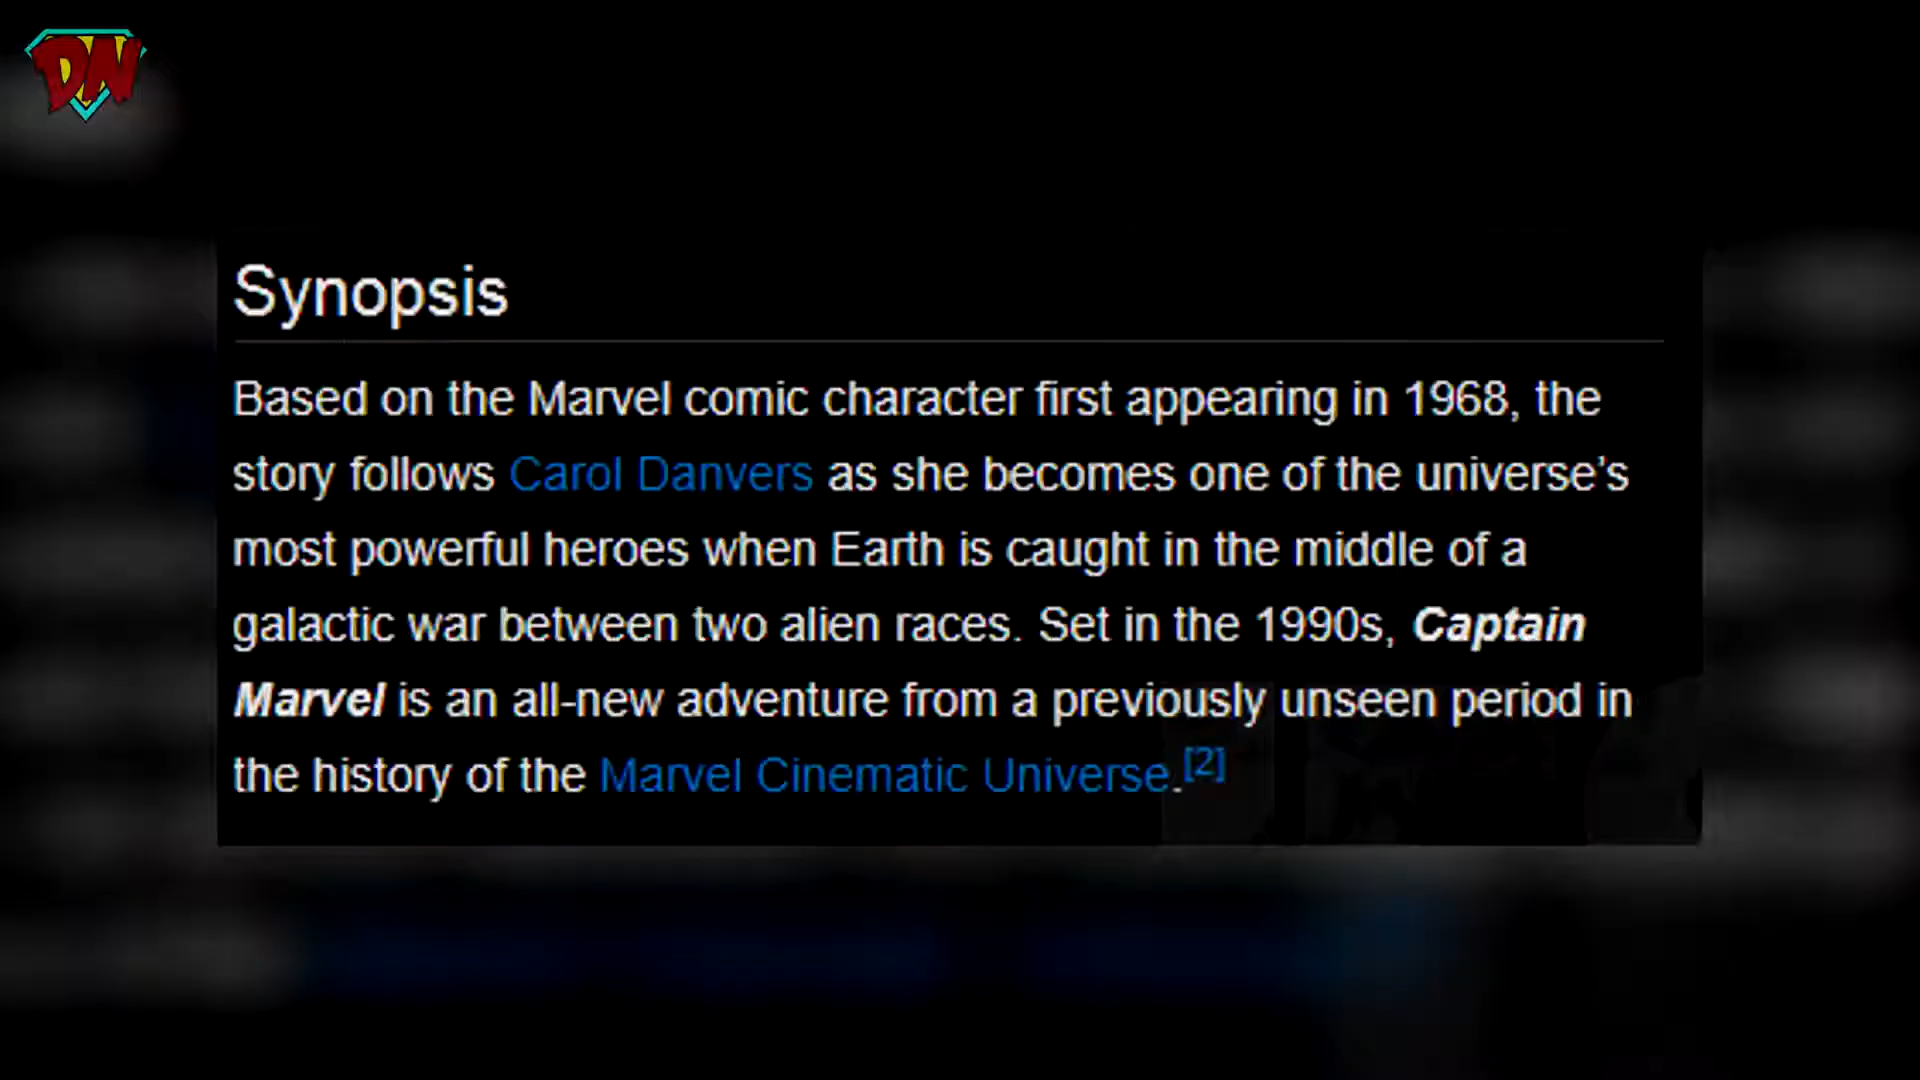 DN
Synopsis
Based on the Marvel comic character first appearing in 1968, the
story follows Carol Danvers as she becomes one of the universe’s
most powerful heroes when Earth is caught in the middle of a
galactic war between two alien races. Set in the 1990s, Captain
Marvel is an all-new adventure from a previously unseen period in
the history of the Marvel Cinematic Universe.[2]